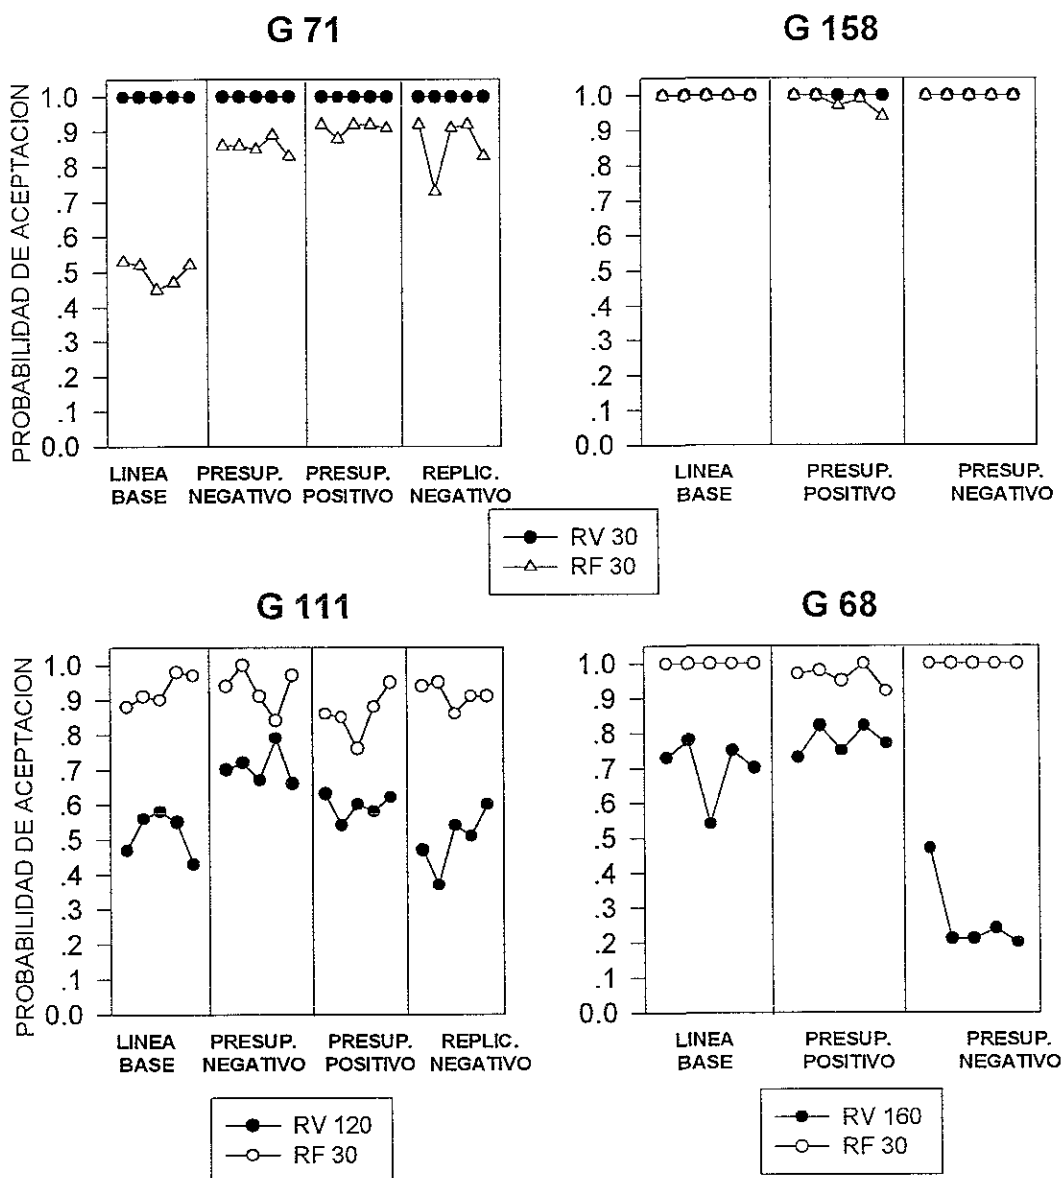 G 71
G 158
PROBABILIDAD DE ACEPTACION
1.0
.9
.8
.7
.6
.5
.4
.3
.2
.1
0.0
1.0
.9
.8
.7
.6
.5
.4
.3
.2
.1
0.0
LINEA BASE
PRESUP. NEGATIVO
PRESUP. POSITIVO
REPLIC. NEGATIVO
LINEA BASE
PRESUP. POSITIVO
PRESUP. NEGATIVO
RV 30
RF 30
G 111
G 68
PROBABILIDAD DE ACEPTACION
1.0
.9
.8
.7
.6
.5
.4
.3
.2
.1
0.0
1.0
.9
.8
.7
.6
.5
.4
.3
.2
.1
0.0
LINEA BASE
PRESUP. NEGATIVO
PRESUP. POSITIVO
REPLIC. NEGATIVO
LINEA BASE
PRESUP. POSITIVO
PRESUP. NEGATIVO
RV 120
RF 30
RV 160
RF 30